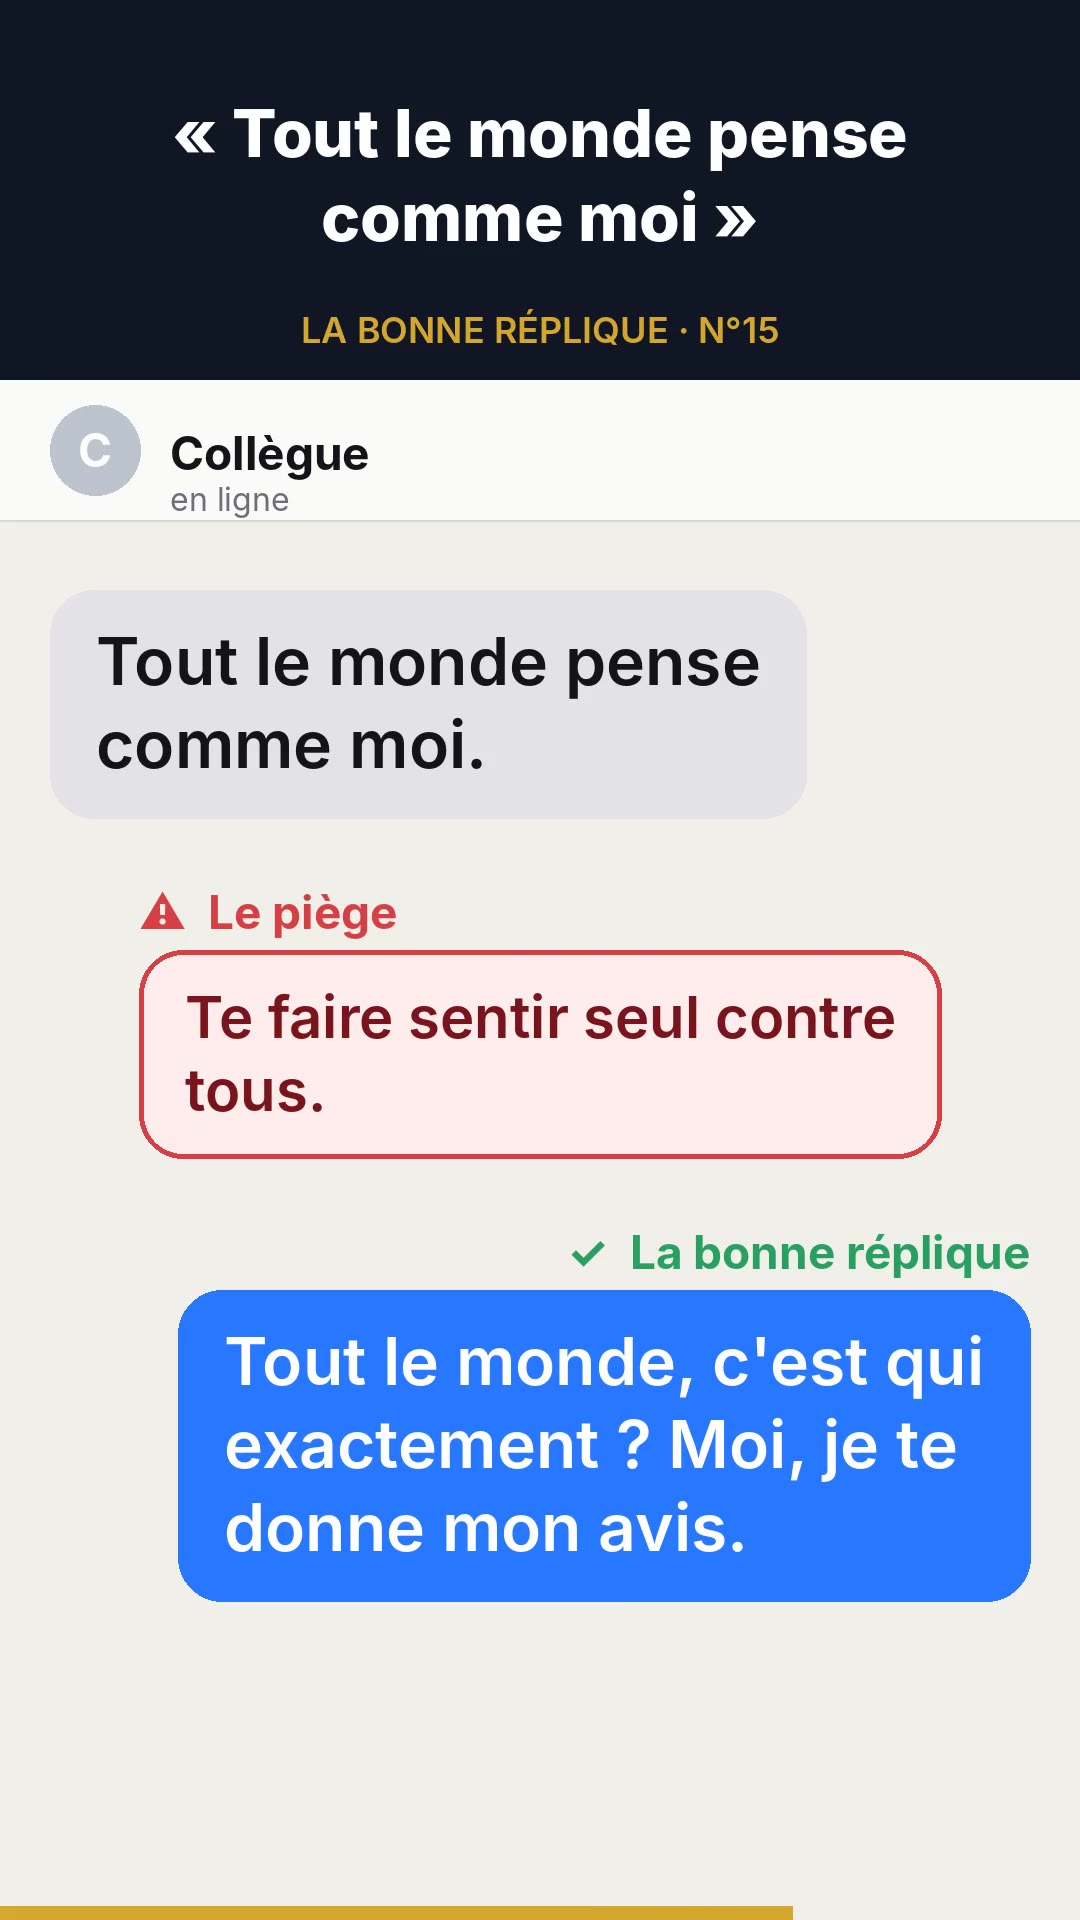 « Tout le monde pense
comme moi »
LA BONNE RÉPLIQUE · N°15
C
Collègue
en ligne
Tout le monde pense
comme moi.
⚠ Le piège
Te faire sentir seul contre
tous.
✓ La bonne réplique
Tout le monde, c'est qui
exactement ? Moi, je te
donne mon avis.